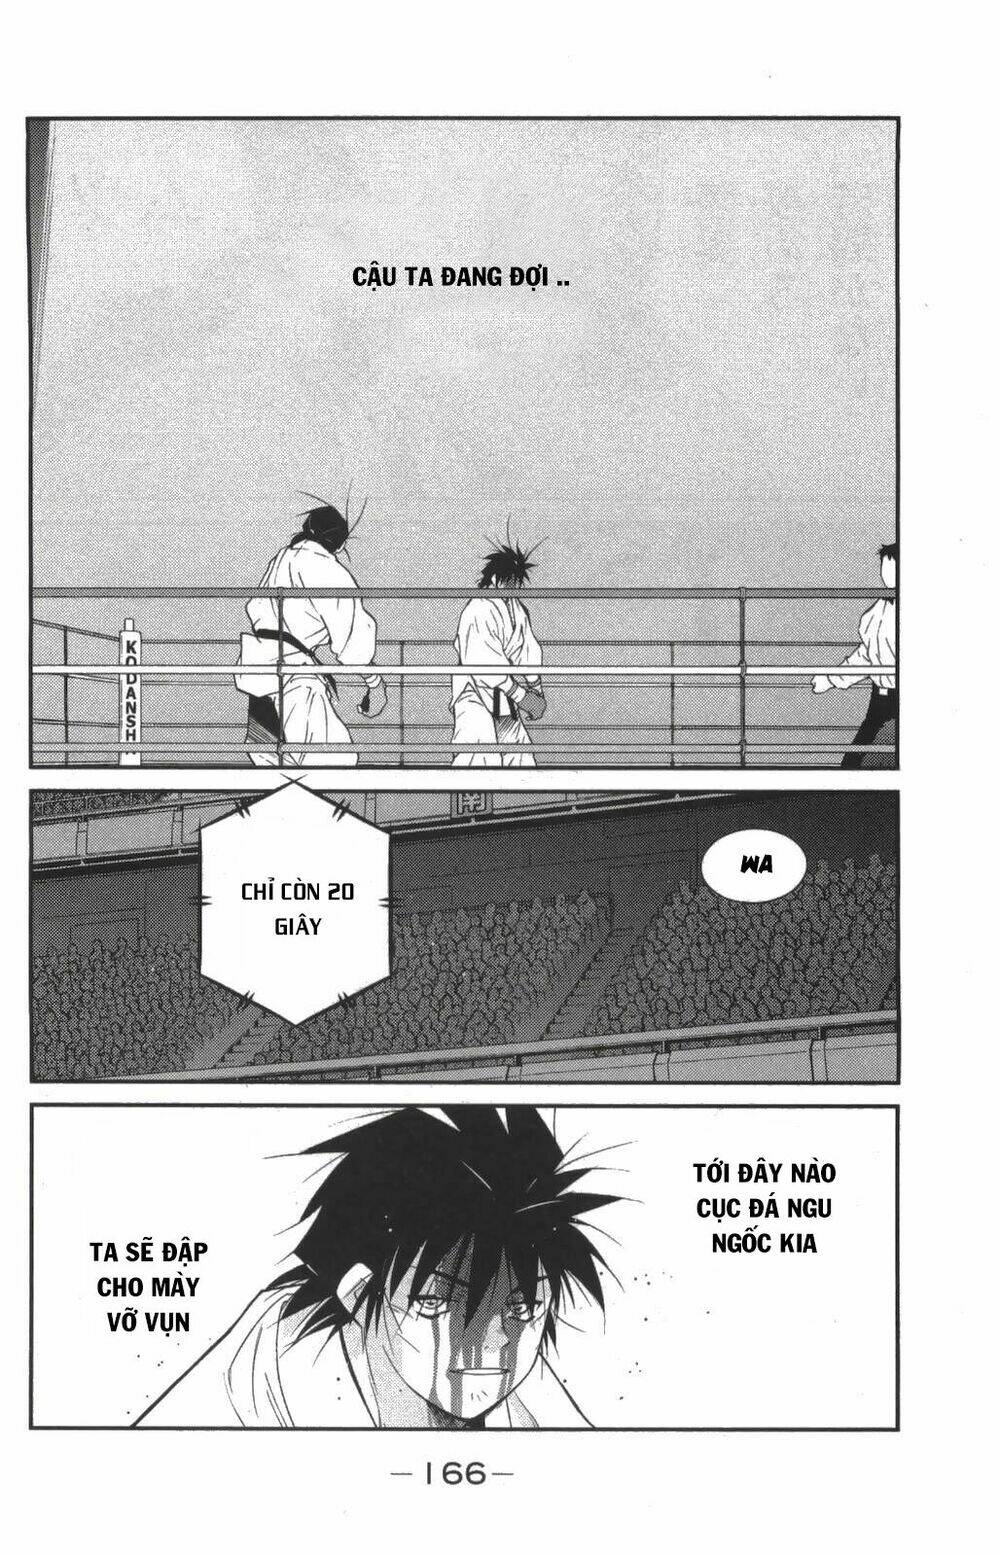 CẬU TA ĐANG ĐỢI ..
KODANSH
CHỈ CÒN 20
GIÂY
WA
TỚI ĐÂY NÀO
CỤC ĐÁ NGU
NGỐC KIA
TA SẼ ĐẬP
CHO MÀY
VỠ VỤN
—166—